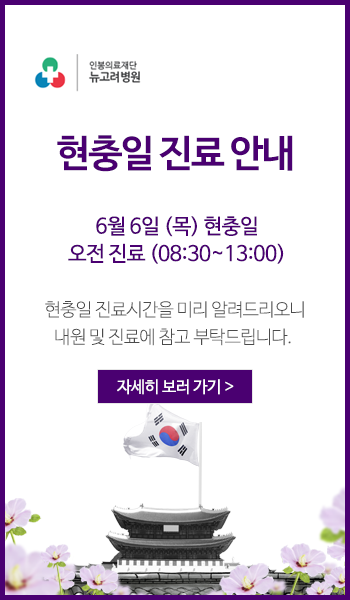 인봉의료재단
뉴고려병원
현충일 진료 안내
6월 6일 (목) 현충일
오전 진료 (08:30~13:00)
현충일 진료시간을 미리 알려드리오니
내원 및 진료에 참고 부탁드립니다.
자세히 보러 가기 >